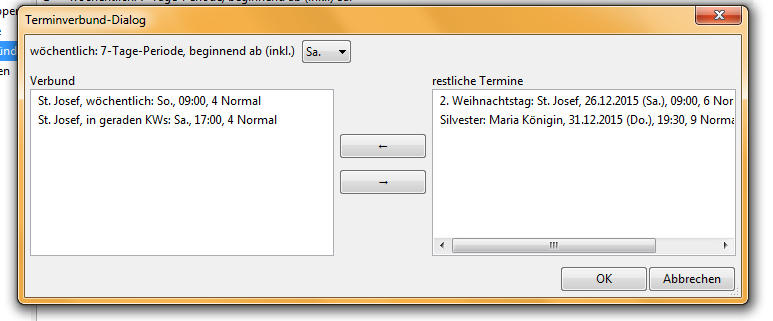 Terminverbund-Dialog
wöchentlich: 7-Tage-Periode, beginnend ab (inkl.) Sa.
Verbund
St. Josef, wöchentlich: So., 09:00, 4 Normal
St. Josef, in geraden KWs: Sa., 17:00, 4 Normal
←
→
restliche Termine
2. Weihnachtstag: St. Josef, 26.12.2015 (Sa.), 09:00, 6 Nor
Silvester: Maria Königin, 31.12.2015 (Do.), 19:30, 9 Norma
OK
Abbrechen